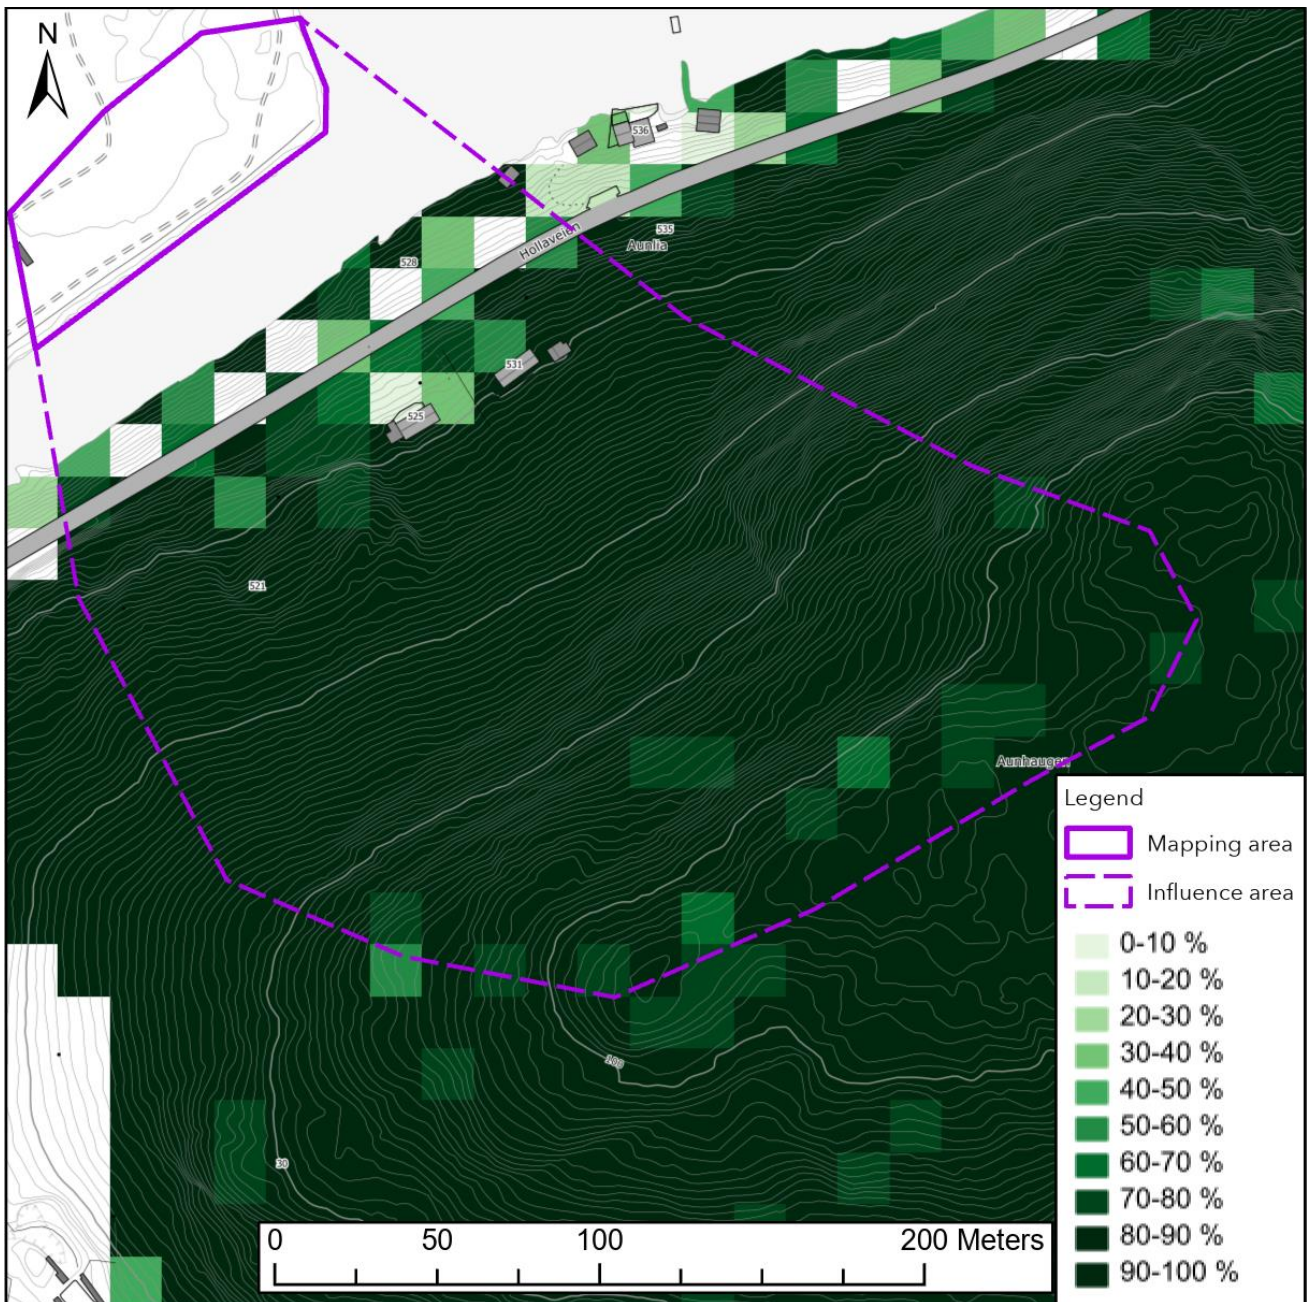 N
536
Hollaveien
535
Aunlia
528
531
525
521
Aunhaugen
100
30
0 50 100 200 Meters
Legend
Mapping area
Influence area
0-10 %
10-20 %
20-30 %
30-40 %
40-50 %
50-60 %
60-70 %
70-80 %
80-90 %
90-100 %